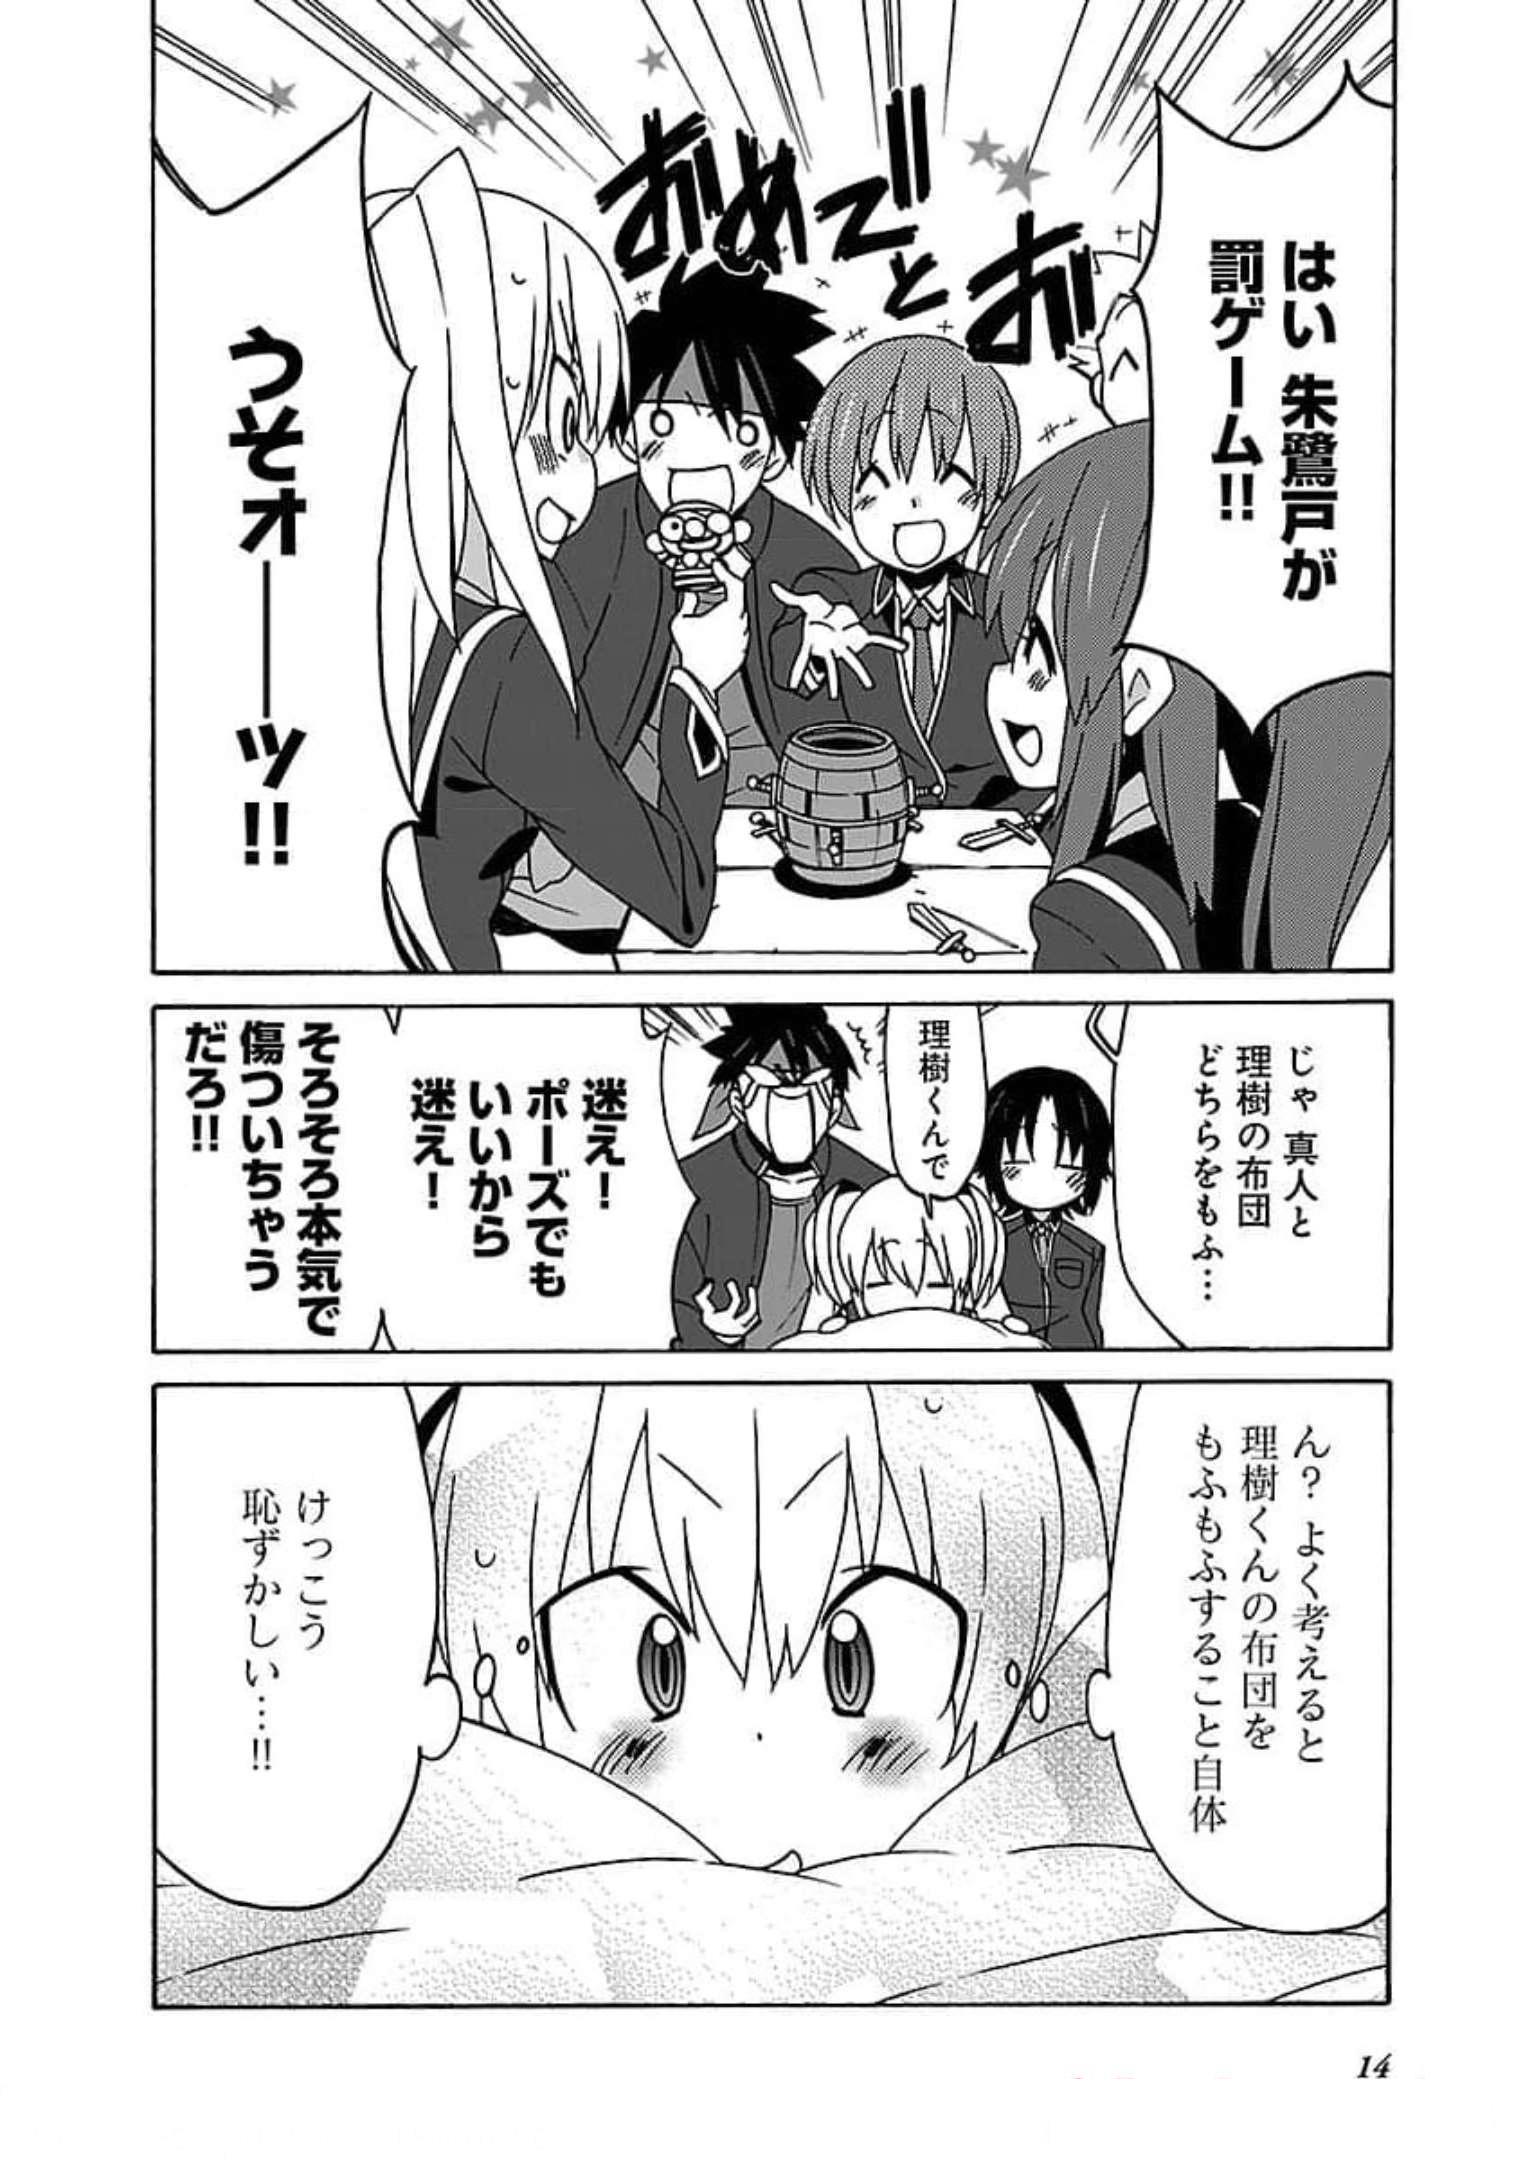 はい 朱鷺戸が
罰ゲーム!!
おめでとお
うそオーーッ!!
じゃ 真人と
理樹の布団
どちらをもふ…
理樹くんで
迷え!
ポーズでも
いいから
迷え!
そろそろ本気で
傷ついちゃう
だろ!!
ん? よく考えると
理樹くんの布団を
もふもふすること自体
けっこう
恥ずかしい…!!
14